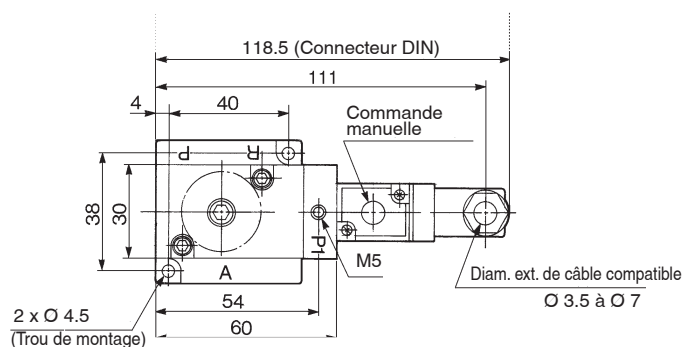 118.5 (Connecteur DIN)
111
4
40
Commande
manuelle
P
R
38
30
P1
M5
A
Diam. ext. de câble compatible
Ø 3.5 à Ø 7
54
2 x Ø 4.5
(Trou de montage)
60